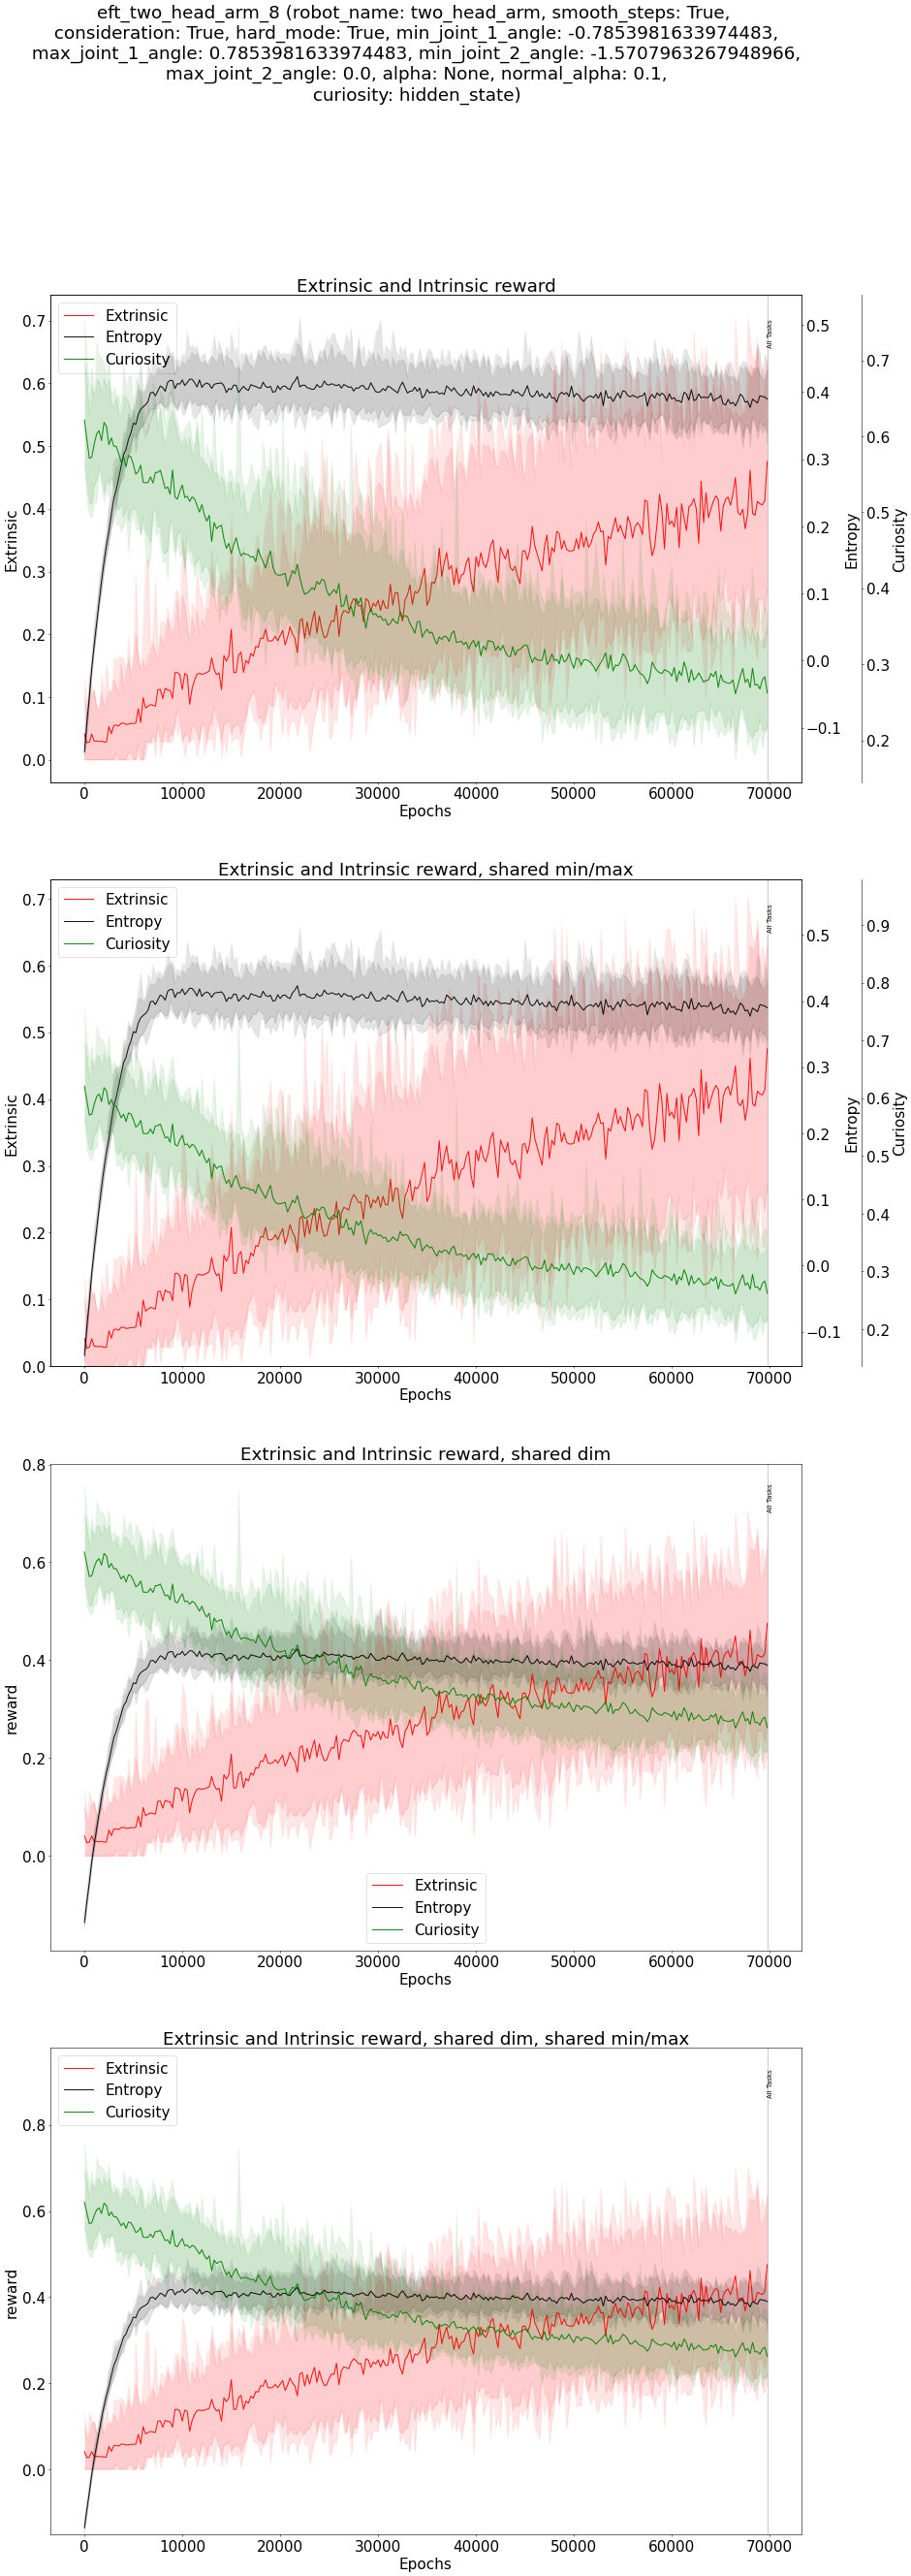 eft_two_head_arm_8 (robot_name: two_head_arm, smooth_steps: True,
consideration: True, hard_mode: True, min_joint_1_angle: -0.7853981633974483,
max_joint_1_angle: 0.7853981633974483, min_joint_2_angle: -1.5707963267948966,
max_joint_2_angle: 0.0, alpha: None, normal_alpha: 0.1,
curiosity: hidden_state)
Extrinsic and Intrinsic reward
Extrinsic
Entropy
Curiosity
All Tasks
0.7
0.6
0.5
0.4
0.3
0.2
0.1
0.0
Extrinsic
0.5
0.4
0.3
0.2
0.1
0.0
−0.1
Entropy
0.7
0.6
0.5
0.4
0.3
0.2
Curiosity
0 10000 20000 30000 40000 50000 60000 70000
Epochs
Extrinsic and Intrinsic reward, shared min/max
Extrinsic
Entropy
Curiosity
All Tasks
0.7
0.6
0.5
0.4
0.3
0.2
0.1
0.0
Extrinsic
0.5
0.4
0.3
0.2
0.1
0.0
−0.1
Entropy
0.9
0.8
0.7
0.6
0.5
0.4
0.3
0.2
Curiosity
0 10000 20000 30000 40000 50000 60000 70000
Epochs
Extrinsic and Intrinsic reward, shared dim
All Tasks
0.8
0.6
0.4
0.2
0.0
reward
Extrinsic
Entropy
Curiosity
0 10000 20000 30000 40000 50000 60000 70000
Epochs
Extrinsic and Intrinsic reward, shared dim, shared min/max
Extrinsic
Entropy
Curiosity
All Tasks
0.8
0.6
0.4
0.2
0.0
reward
0 10000 20000 30000 40000 50000 60000 70000
Epochs